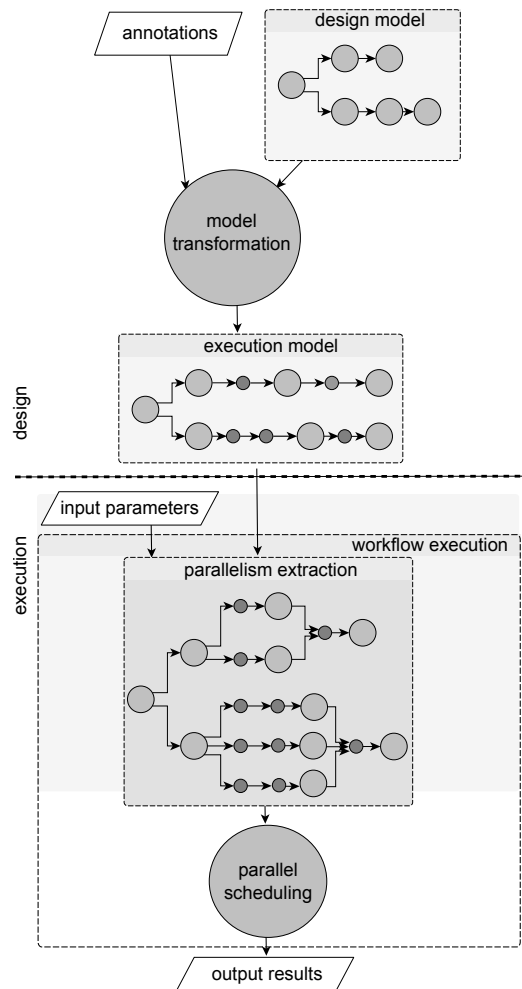 annotations
design model
model
transformation
execution model
design
input parameters
execution
workflow execution
parallelism extraction
parallel
scheduling
output results